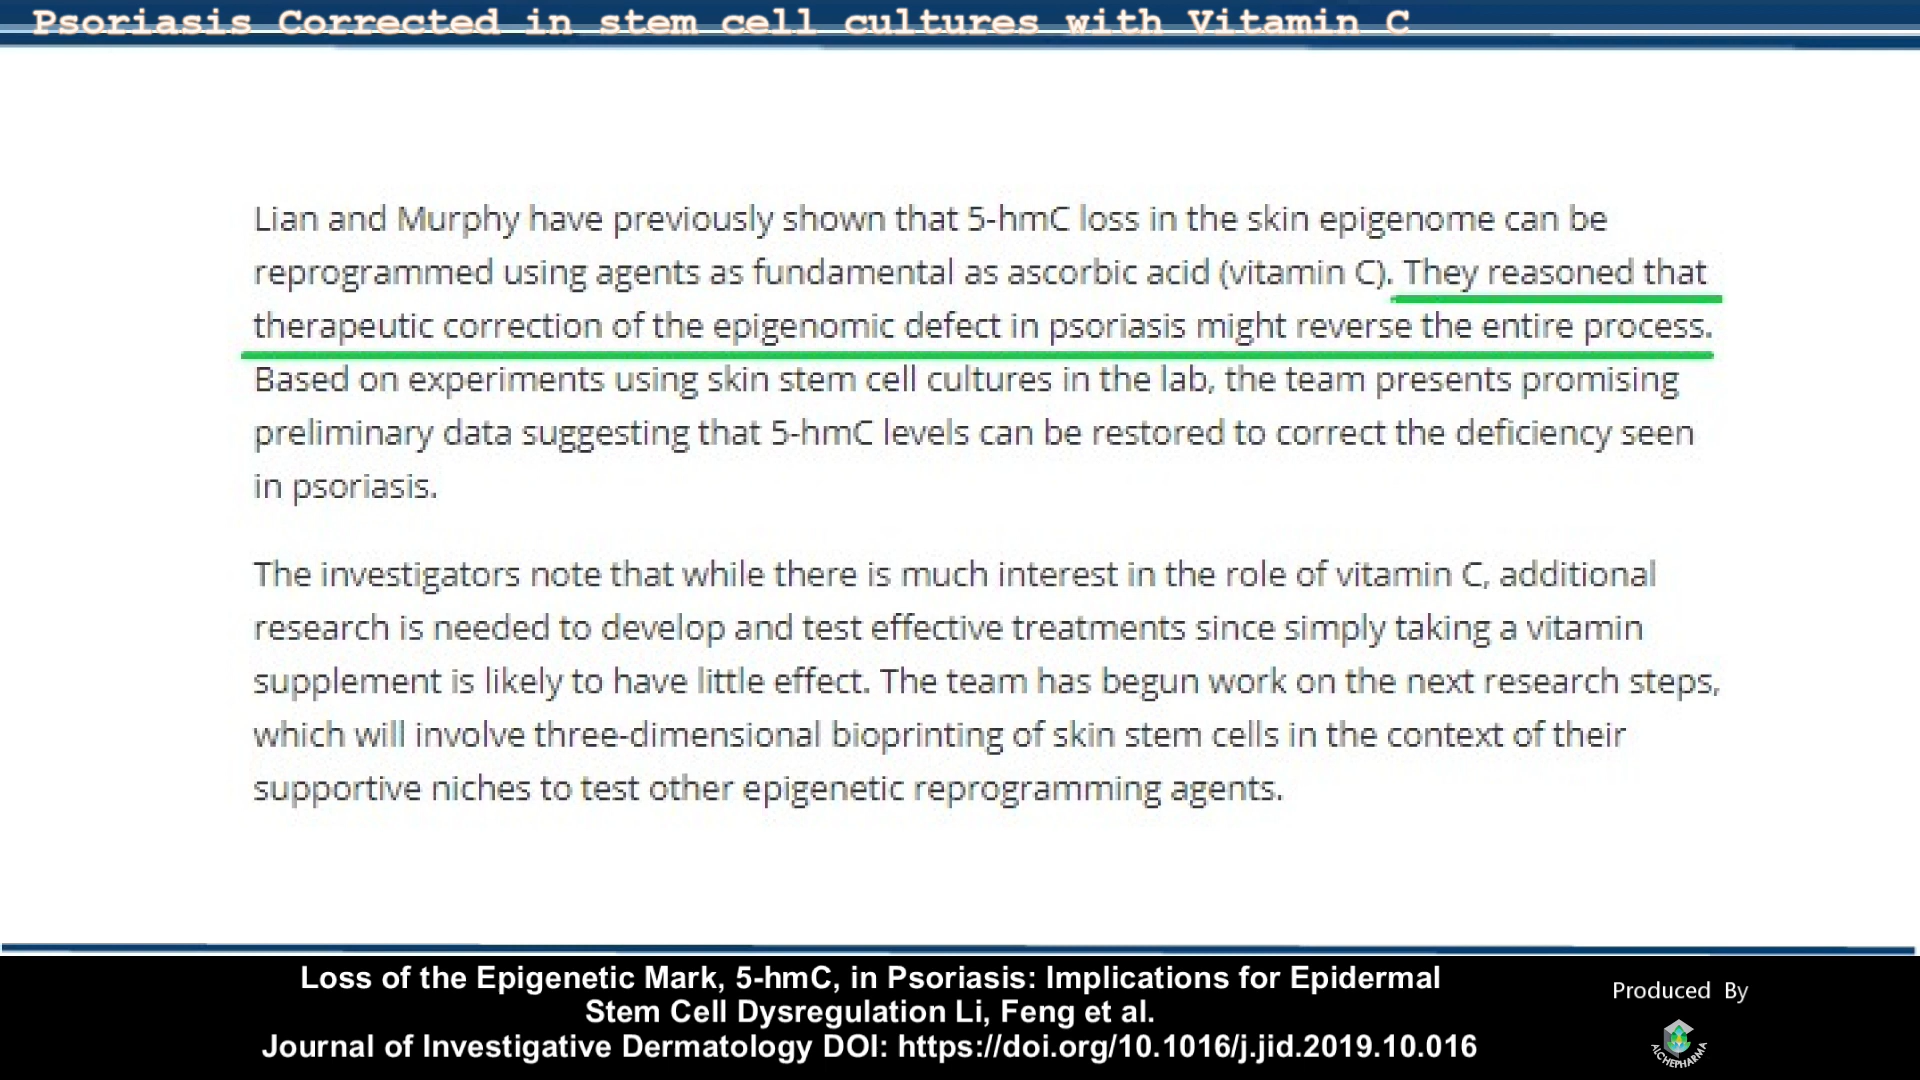 Psoriasis Corrected in stem cell cultures with Vitamin C
Lian and Murphy have previously shown that 5-hmC loss in the skin epigenome can be
reprogrammed using agents as fundamental as ascorbic acid (vitamin C). They reasoned that
therapeutic correction of the epigenomic defect in psoriasis might reverse the entire process.
Based on experiments using skin stem cell cultures in the lab, the team presents promising
preliminary data suggesting that 5-hmC levels can be restored to correct the deficiency seen
in psoriasis.
The investigators note that while there is much interest in the role of vitamin C, additional
research is needed to develop and test effective treatments since simply taking a vitamin
supplement is likely to have little effect. The team has begun work on the next research steps,
which will involve three-dimensional bioprinting of skin stem cells in the context of their
supportive niches to test other epigenetic reprogramming agents.
Loss of the Epigenetic Mark, 5-hmC, in Psoriasis: Implications for Epidermal
Stem Cell Dysregulation Li, Feng et al.
Journal of Investigative Dermatology DOI: https://doi.org/10.1016/j.jid.2019.10.016
Produced By
AlCHEPHARMA